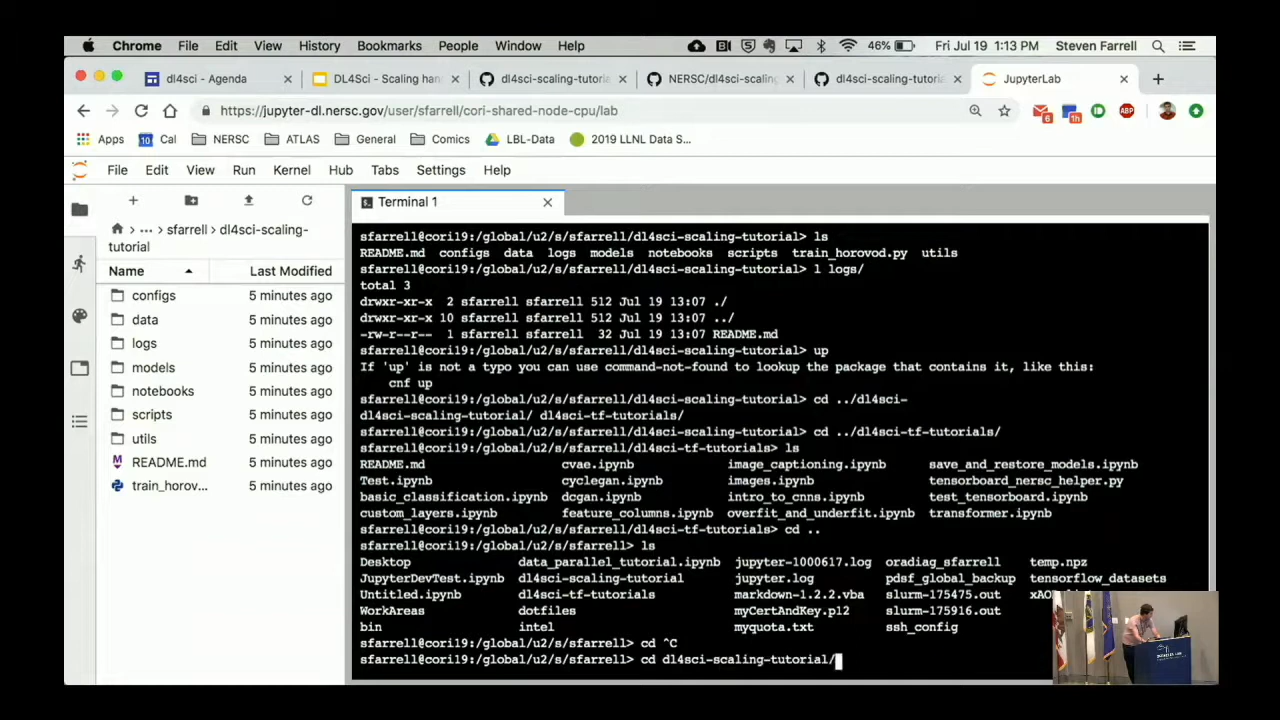 Chrome File Edit View History Bookmarks People Window Help 46% Fri Jul 19 1:13 PM Steven Farrell
dl4sci - Agenda DL4Sci - Scaling han dl4sci-scaling-tutoria NERSC/dl4sci-scaling dl4sci-scaling-tutoria JupyterLab
https://jupyter-dl.nersc.gov/user/sfarrell/cori-shared-node-cpu/lab
Apps 10 Cal NERSC ATLAS General Comics LBL-Data 2019 LLNL Data S...
File Edit View Run Kernel Hub Tabs Settings Help
Terminal 1
... sfarrell dl4sci-scaling-
tutorial
Name Last Modified
configs 5 minutes ago
data 5 minutes ago
logs 5 minutes ago
models 5 minutes ago
notebooks 5 minutes ago
scripts 5 minutes ago
utils 5 minutes ago
README.md 5 minutes ago
train_horov... 5 minutes ago
sfarrell@cori19:/global/u2/s/sfarrell/dl4sci-scaling-tutorial> ls
README.md configs data logs models notebooks scripts train_horovod.py utils
sfarrell@cori19:/global/u2/s/sfarrell/dl4sci-scaling-tutorial> l logs/
total 3
drwxr-xr-x 2 sfarrell sfarrell 512 Jul 19 13:07 ./
drwxr-xr-x 10 sfarrell sfarrell 512 Jul 19 13:07 ../
-rw-r--r-- 1 sfarrell sfarrell 32 Jul 19 13:07 README.md
sfarrell@cori19:/global/u2/s/sfarrell/dl4sci-scaling-tutorial> up
If 'up' is not a typo you can use command-not-found to lookup the package that contains it, like this:
cnf up
sfarrell@cori19:/global/u2/s/sfarrell/dl4sci-scaling-tutorial> cd ../dl4sci-
dl4sci-scaling-tutorial/ dl4sci-tf-tutorials/
sfarrell@cori19:/global/u2/s/sfarrell/dl4sci-scaling-tutorial> cd ../dl4sci-tf-tutorials/
sfarrell@cori19:/global/u2/s/sfarrell/dl4sci-tf-tutorials> ls
README.md cvae.ipynb image_captioning.ipynb save_and_restore_models.ipynb
Test.ipynb cyclegan.ipynb images.ipynb tensorboard_nersc_helper.py
basic_classification.ipynb dcgan.ipynb intro_to_cnns.ipynb test_tensorboard.ipynb
custom_layers.ipynb feature_columns.ipynb overfit_and_underfit.ipynb transformer.ipynb
sfarrell@cori19:/global/u2/s/sfarrell/dl4sci-tf-tutorials> cd ..
sfarrell@cori19:/global/u2/s/sfarrell> ls
Desktop data_parallel_tutorial.ipynb jupyter-1000617.log oradiag_sfarrell temp.npz
JupyterDevTest.ipynb dl4sci-scaling-tutorial jupyter.log pdsf_global_backup tensorflow_datasets
Untitled.ipynb dl4sci-tf-tutorials markdown-1.2.2.vba slurm-175475.out
WorkAreas dotfiles myCertAndKey.p12 slurm-175916.out
bin intel myquota.txt ssh_config
sfarrell@cori19:/global/u2/s/sfarrell> cd ^C
sfarrell@cori19:/global/u2/s/sfarrell> cd dl4sci-scaling-tutorial/